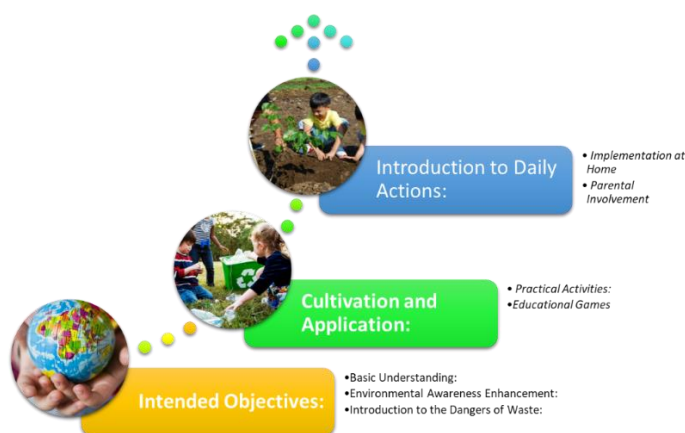 Introduction to Daily
Actions:
• Implementation at
Home
• Parental
Involvement
Cultivation and
Application:
• Practical Activities:
•Educational Games
Intended Objectives:
•Basic Understanding:
•Environmental Awareness Enhancement:
•Introduction to the Dangers of Waste: